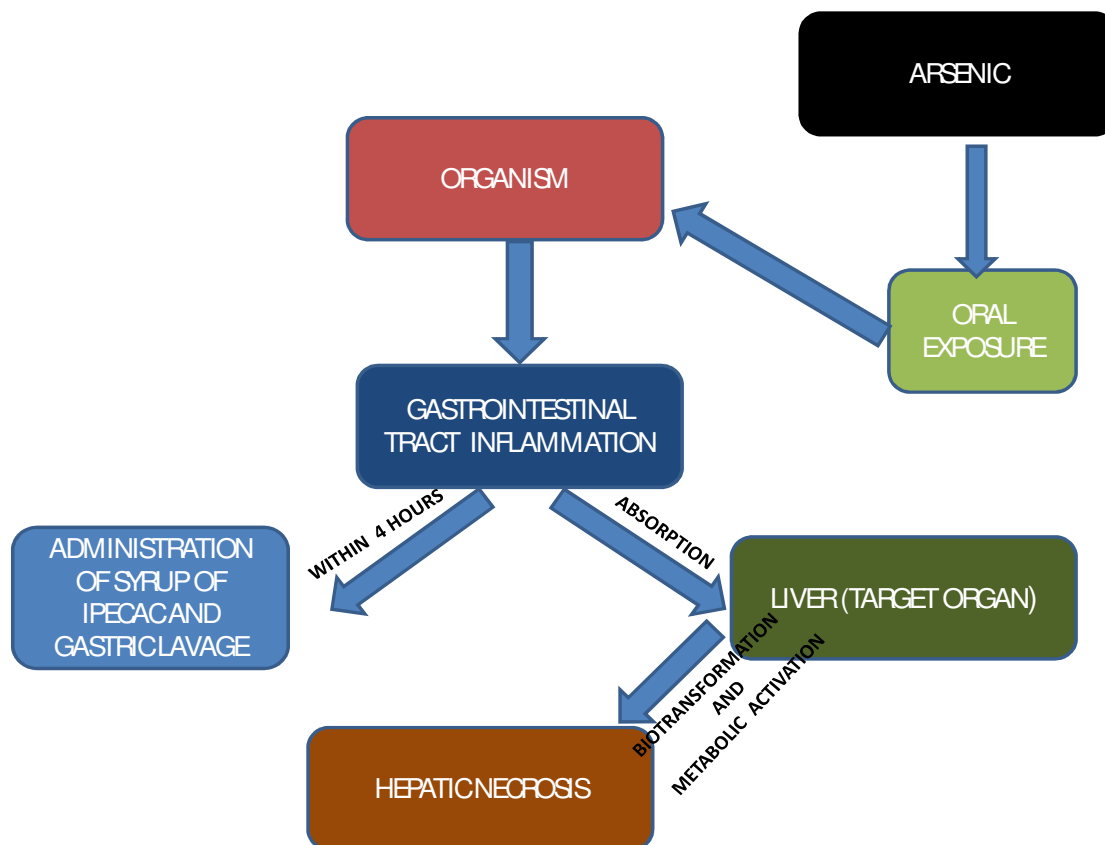 ARSENIC
ORGANISM
ORAL
EXPOSURE
GASTROINTESTINAL
TRACT INFLAMMATION
WITHIN 4 HOURS
ABSORPTION
ADMINISTRATION
OF SYRUP OF
IPECAC AND
GASTRIC LAVAGE
LIVER (TARGET ORGAN)
BIOTRANSFORMATION
AND
METABOLIC ACTIVATION
HEPATIC NECROSIS